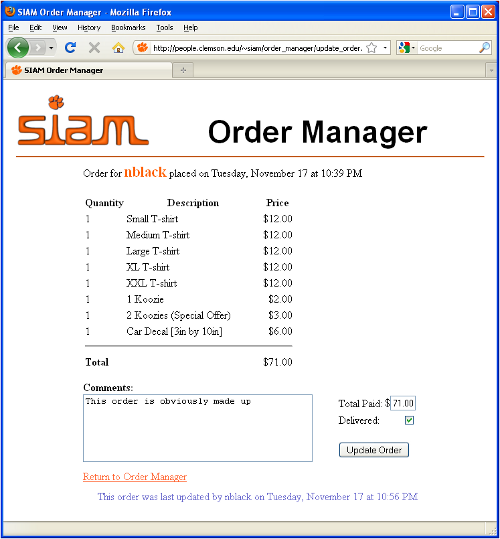 SIAM Order Manager - Mozilla Firefox
File Edit View History Bookmarks Tools Help
http://people.clemson.edu/~siam/order_manager/update_order. Google
SIAM Order Manager
siam Order Manager
Order for nblack placed on Tuesday, November 17 at 10:39 PM
Quantity Description Price
1 Small T-shirt $12.00
1 Medium T-shirt $12.00
1 Large T-shirt $12.00
1 XL T-shirt $12.00
1 XXL T-shirt $12.00
1 1 Koozie $2.00
1 2 Koozies (Special Offer) $3.00
1 Car Decal [3in by 10in] $6.00
Total $71.00
Comments:
This order is obviously made up
Total Paid: $ 71.00
Delivered:
Update Order
Return to Order Manager
This order was last updated by nblack on Tuesday, November 17 at 10:56 PM